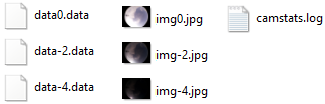 data0.data
data-2.data
data-4.data
img0.jpg
img-2.jpg
img-4.jpg
camstats.log